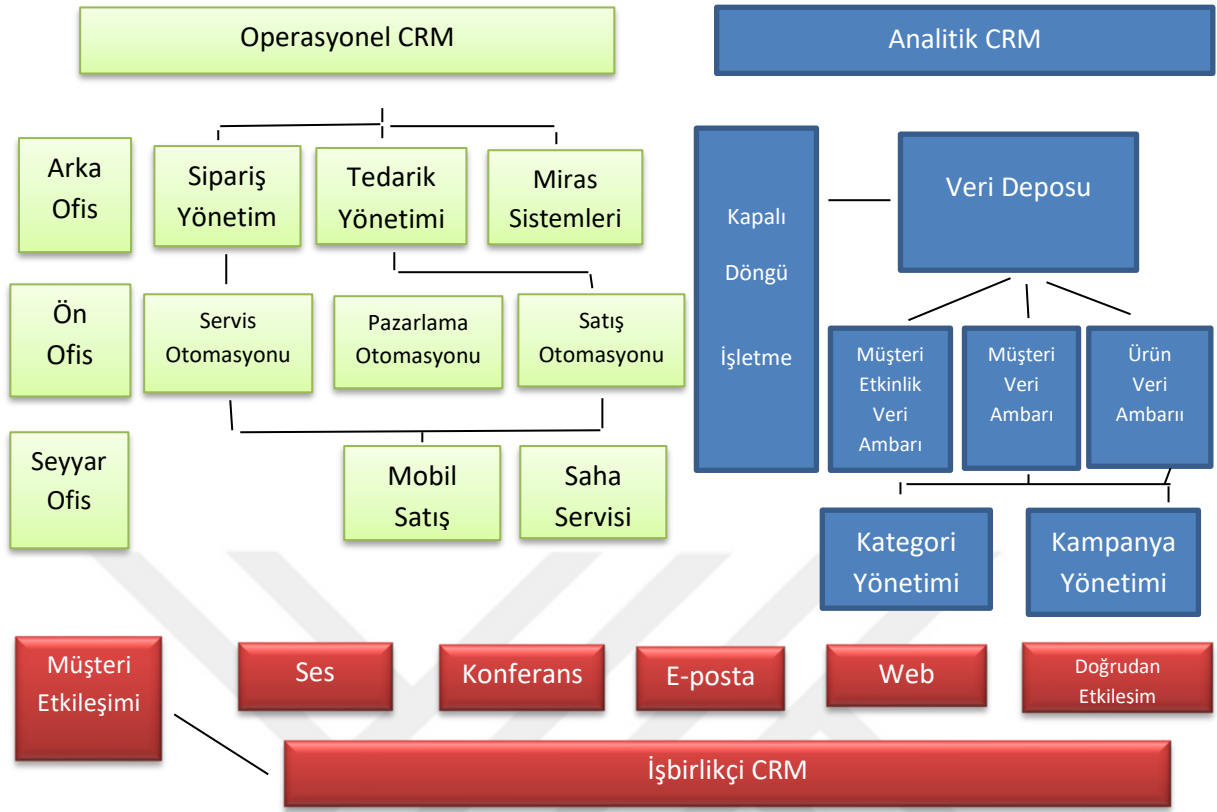 Operasyonel CRM
Analitik CRM
Arka
Ofis
Sipariş
Yönetim
Tedarik
Yönetimi
Miras
Sistemleri
Kapalı
Döngü
İşletme
Veri Deposu
Ön
Ofis
Servis
Otomasyonu
Pazarlama
Otomasyonu
Satış
Otomasyonu
Müşteri
Etkinlik
Veri
Ambarı
Müşteri
Veri
Ambarı
Ürün
Veri
Ambarıı
Seyyar
Ofis
Mobil
Satış
Saha
Servisi
Kategori
Yönetimi
Kampanya
Yönetimi
Müşteri
Etkileşimi
Ses
Konferans
E-posta
Web
Doğrudan
Etkileşim
İşbirlikçi CRM